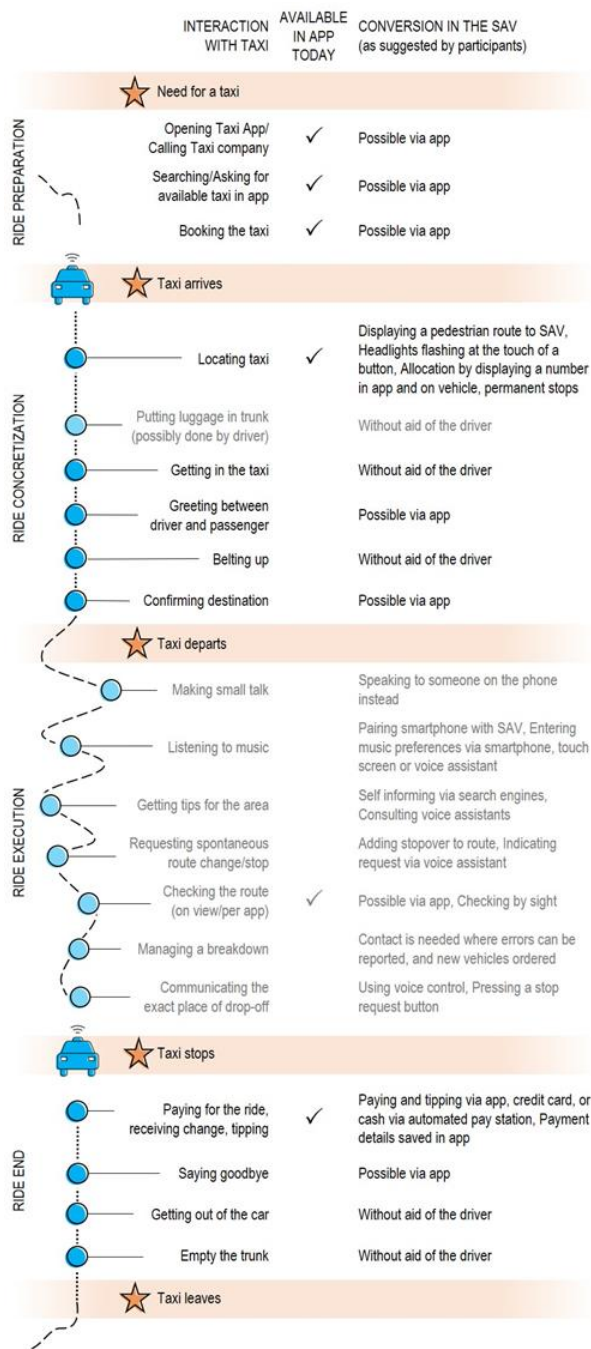 INTERACTION WITH TAXI
AVAILABLE IN APP TODAY
CONVERSION IN THE SAV (as suggested by participants)
Need for a taxi
RIDE PREPARATION
Opening Taxi App/
Calling Taxi company
✓
Possible via app
Searching/Asking for
available taxi in app
✓
Possible via app
Booking the taxi
✓
Possible via app
Taxi arrives
RIDE CONCRETIZATION
Locating taxi
✓
Displaying a pedestrian route to SAV,
Headlights flashing at the touch of a
button, Allocation by displaying a number
in app and on vehicle, permanent stops
Putting luggage in trunk
(possibly done by driver)
Without aid of the driver
Getting in the taxi
Without aid of the driver
Greeting between
driver and passenger
Possible via app
Belting up
Without aid of the driver
Confirming destination
Possible via app
Taxi departs
RIDE EXECUTION
Making small talk
Speaking to someone on the phone
instead
Listening to music
Pairing smartphone with SAV, Entering
music preferences via smartphone, touch
screen or voice assistant
Getting tips for the area
Self informing via search engines,
Consulting voice assistants
Requesting spontaneous
route change/stop
Adding stopover to route, Indicating
request via voice assistant
Checking the route
(on view/per app)
✓
Possible via app, Checking by sight
Managing a breakdown
Contact is needed where errors can be
reported, and new vehicles ordered
Communicating the
exact place of drop-off
Using voice control, Pressing a stop
request button
Taxi stops
RIDE END
Paying for the ride,
receiving change, tipping
✓
Paying and tipping via app, credit card, or
cash via automated pay station, Payment
details saved in app
Saying goodbye
Possible via app
Getting out of the car
Without aid of the driver
Empty the trunk
Without aid of the driver
Taxi leaves